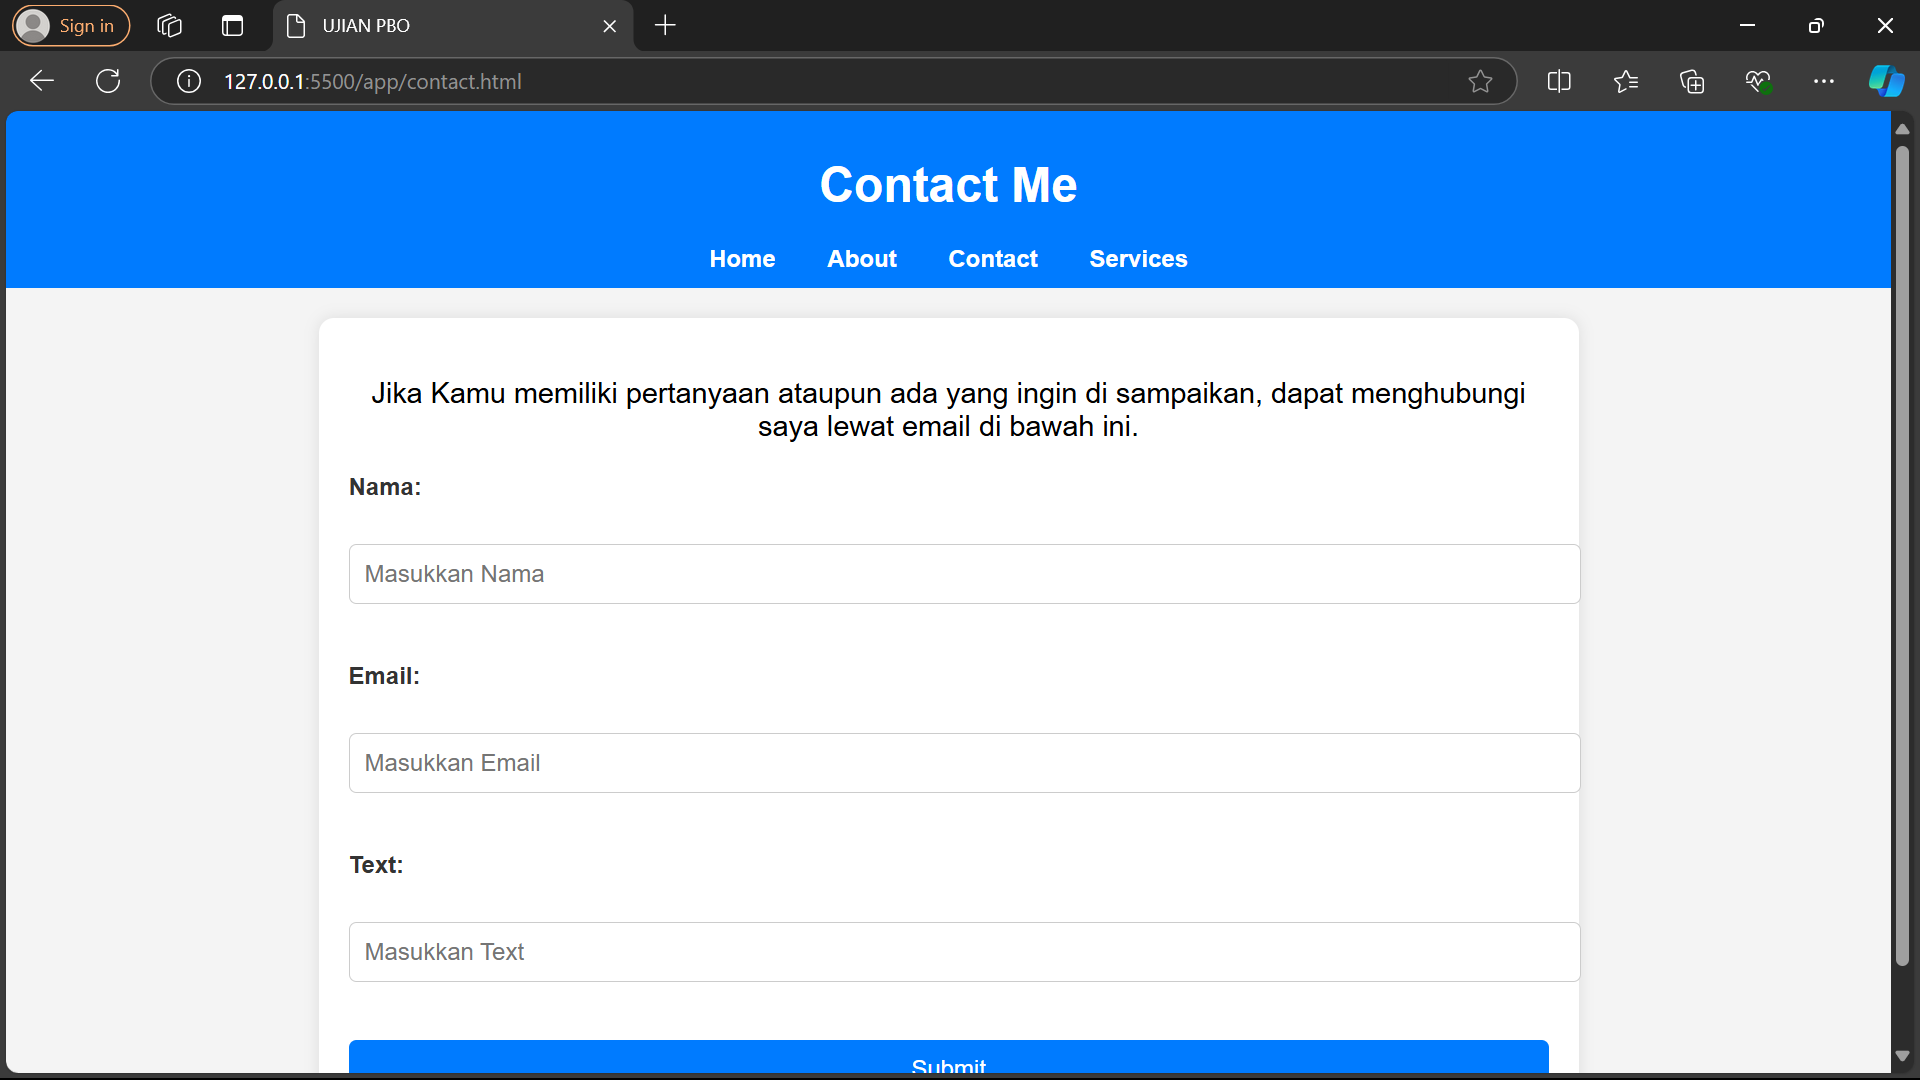 Sign in
UJIAN PBO
127.0.0.1:5500/app/contact.html
Contact Me
Home About Contact Services
Jika Kamu memiliki pertanyaan ataupun ada yang ingin di sampaikan, dapat menghubungi
saya lewat email di bawah ini.
Nama:
Masukkan Nama
Email:
Masukkan Email
Text:
Masukkan Text
Submit